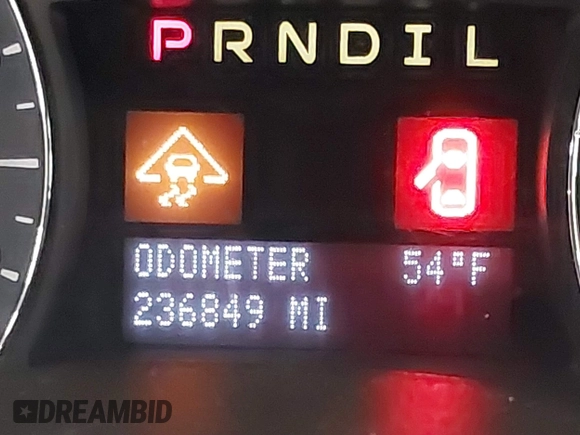 PRNDIL
ODOMETER 54°F
236849 MI
DREAMBID